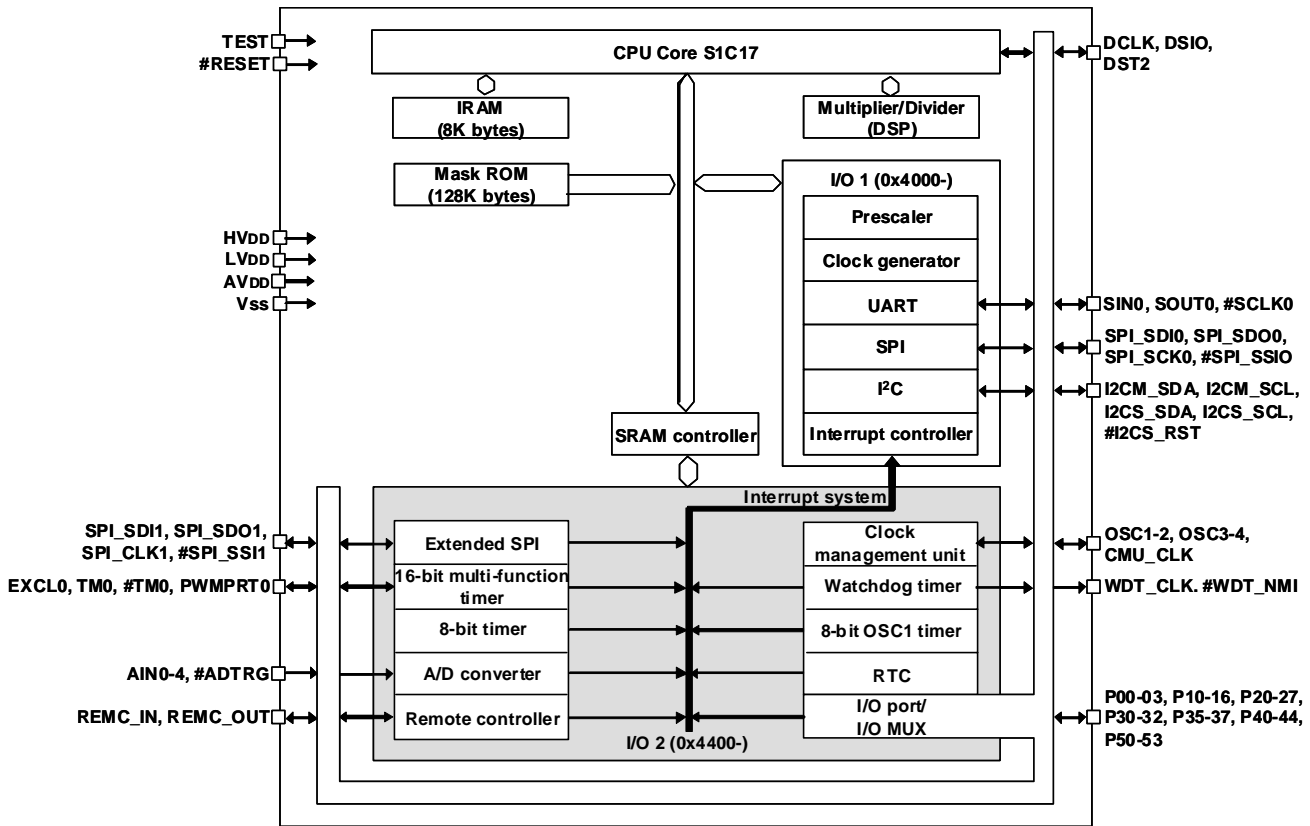 TEST
#RESET
CPU Core S1C17
DCLK, DSIO,
DST2
IRAM
(8K bytes)
Multiplier/Divider
(DSP)
Mask ROM
(128K bytes)
I/O 1 (0x4000-)
Prescaler
Clock generator
UART
SPI
I²C
Interrupt controller
HVDD
LVDD
AVDD
Vss
SIN0, SOUT0, #SCLK0
SPI_SDI0, SPI_SDO0,
SPI_SCK0, #SPI_SSIO
I2CM_SDA, I2CM_SCL,
I2CS_SDA, I2CS_SCL,
#I2CS_RST
SRAM controller
Interrupt system
SPI_SDI1, SPI_SDO1,
SPI_CLK1, #SPI_SSI1
EXCL0, TM0, #TM0, PWMPRT0
AIN0-4, #ADTRG
REMC_IN, REMC_OUT
Extended SPI
16-bit multi-function
timer
8-bit timer
A/D converter
Remote controller
Clock
management unit
Watchdog timer
8-bit OSC1 timer
RTC
I/O port/
I/O MUX
I/O 2 (0x4400-)
OSC1-2, OSC3-4,
CMU_CLK
WDT_CLK. #WDT_NMI
P00-03, P10-16, P20-27,
P30-32, P35-37, P40-44,
P50-53